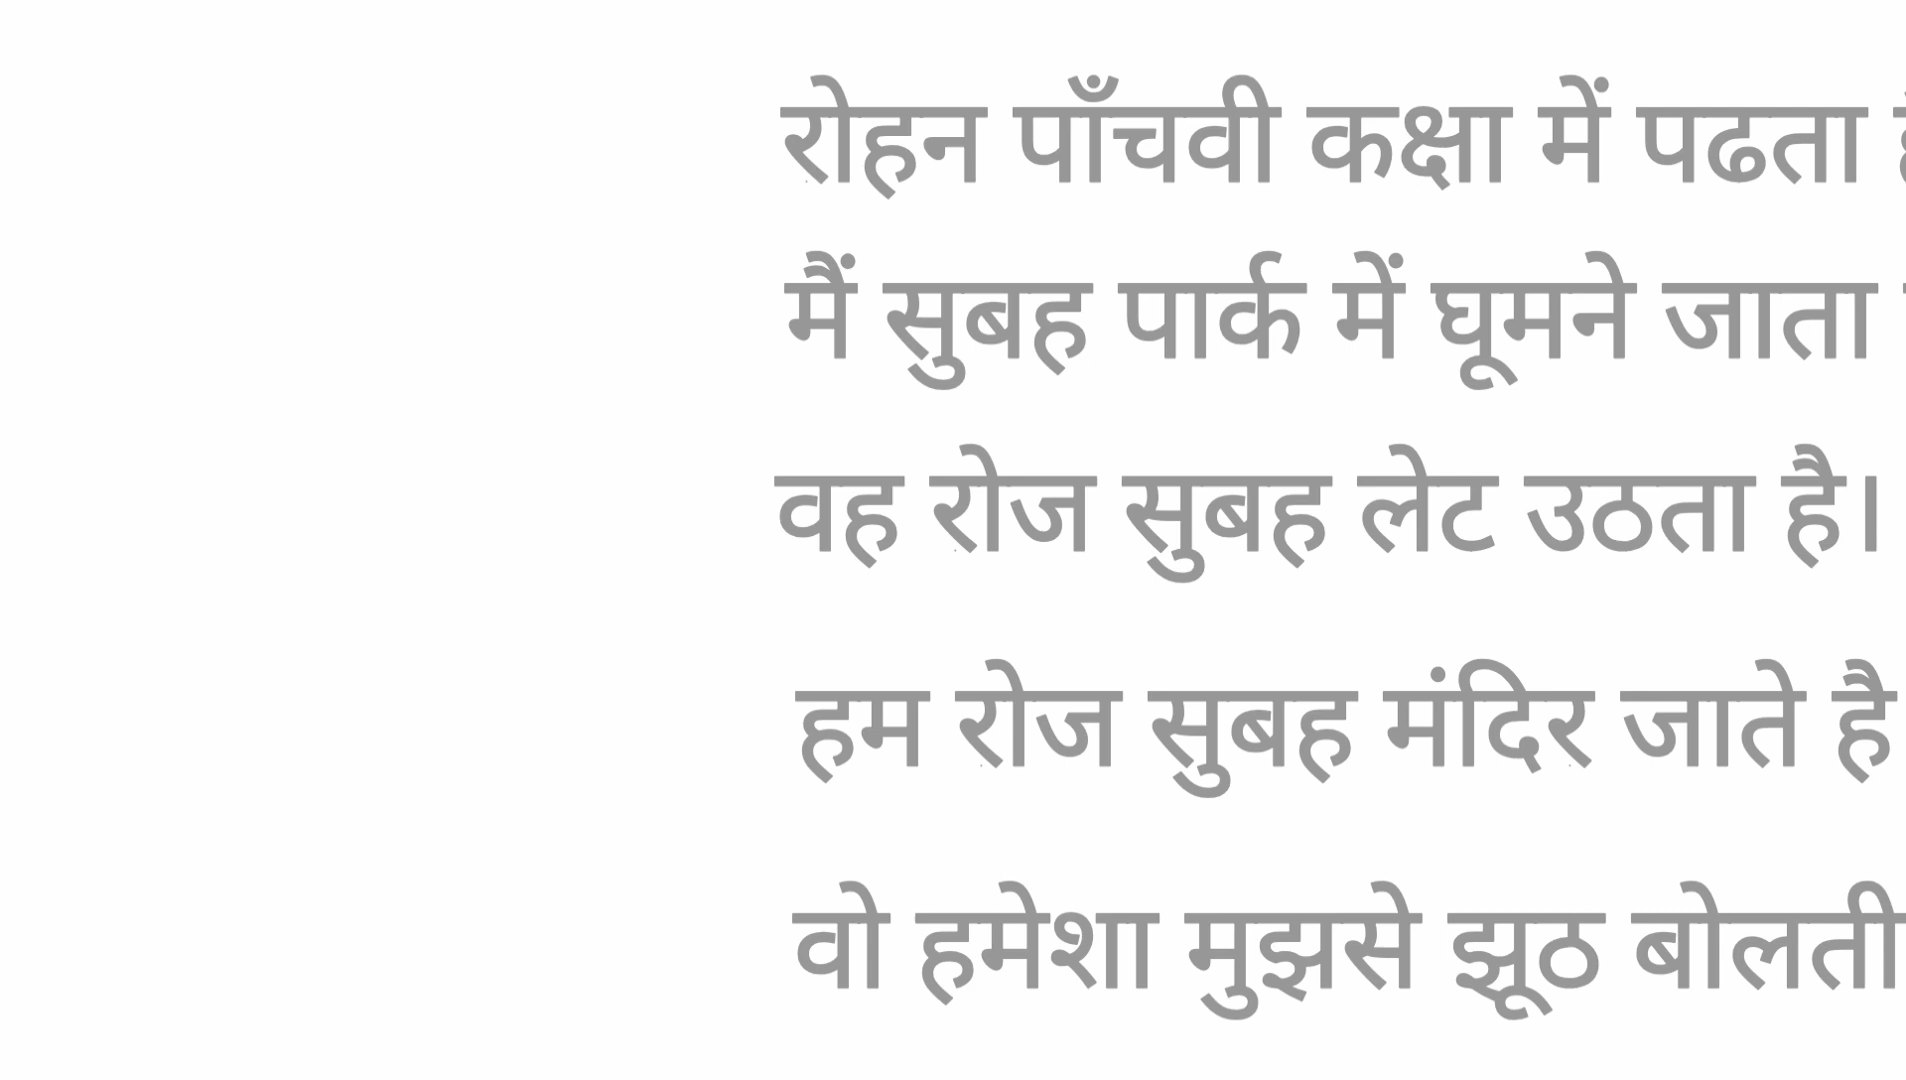 रोहन पाँचवी कक्षा में पढता
मैं सुबह पार्क में घूमने जाता
वह रोज सुबह लेट उठता है।
हम रोज सुबह मंदिर जाते है
वो हमेशा मुझसे झूठ बोलती